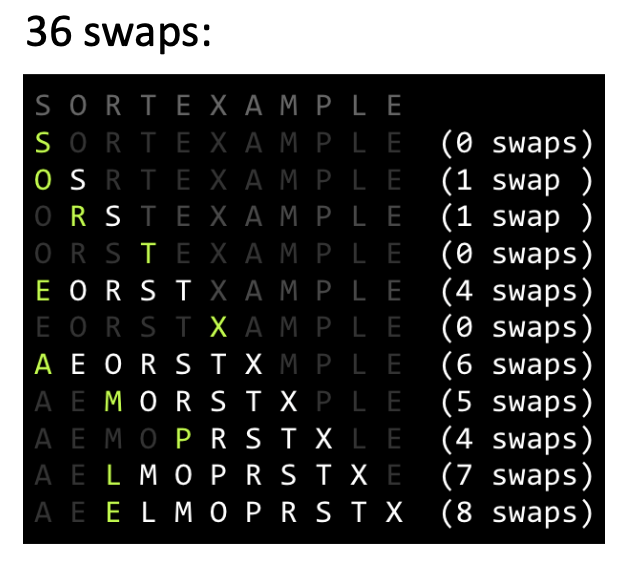 36 swaps:
S O R T E X A M P L E
S O R T E X A M P L E (0 swaps)
O S R T E X A M P L E (1 swap )
O R S T E X A M P L E (1 swap )
O R S T E X A M P L E (0 swaps)
E O R S T X A M P L E (4 swaps)
E O R S T X A M P L E (0 swaps)
A E O R S T X M P L E (6 swaps)
A E M O R S T X P L E (5 swaps)
A E M O P R S T X L E (4 swaps)
A E L M O P R S T X E (7 swaps)
A E E L M O P R S T X (8 swaps)